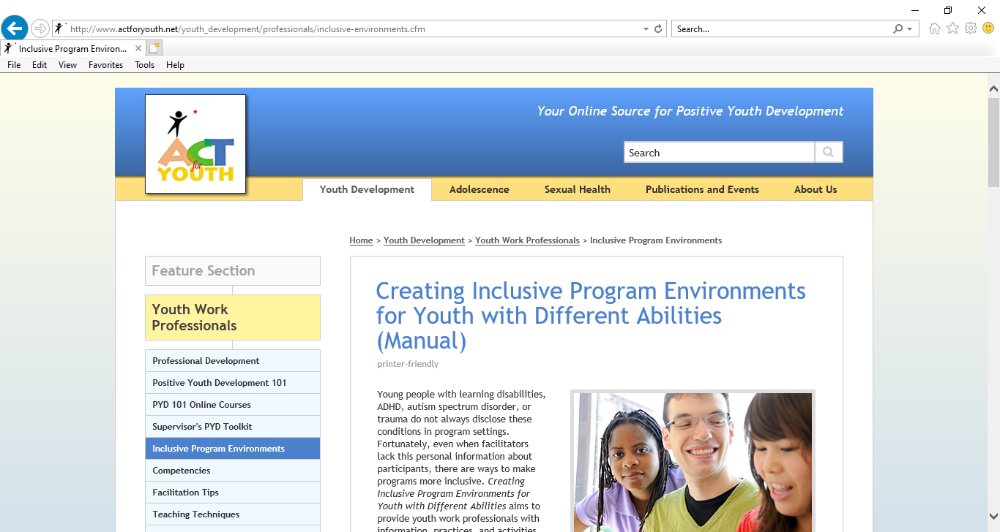 http://www.actforyouth.net/youth_development/professionals/inclusive-environments.cfm
Search...
Inclusive Program Environ...
File Edit View Favorites Tools Help
ACT
for
YOUTH
Your Online Source for Positive Youth Development
Search
Youth Development Adolescence Sexual Health Publications and Events About Us
Home > Youth Development > Youth Work Professionals > Inclusive Program Environments
Feature Section
Youth Work
Professionals
Professional Development
Positive Youth Development 101
PYD 101 Online Courses
Supervisor's PYD Toolkit
Inclusive Program Environments
Competencies
Facilitation Tips
Teaching Techniques
Creating Inclusive Program Environments
for Youth with Different Abilities
(Manual)
printer-friendly
Young people with learning disabilities,
ADHD, autism spectrum disorder, or
trauma do not always disclose these
conditions in program settings.
Fortunately, even when facilitators
lack this personal information about
participants, there are ways to make
programs more inclusive. Creating
Inclusive Program Environments for
Youth with Different Abilities aims to
provide youth work professionals with
information, practices, and activities